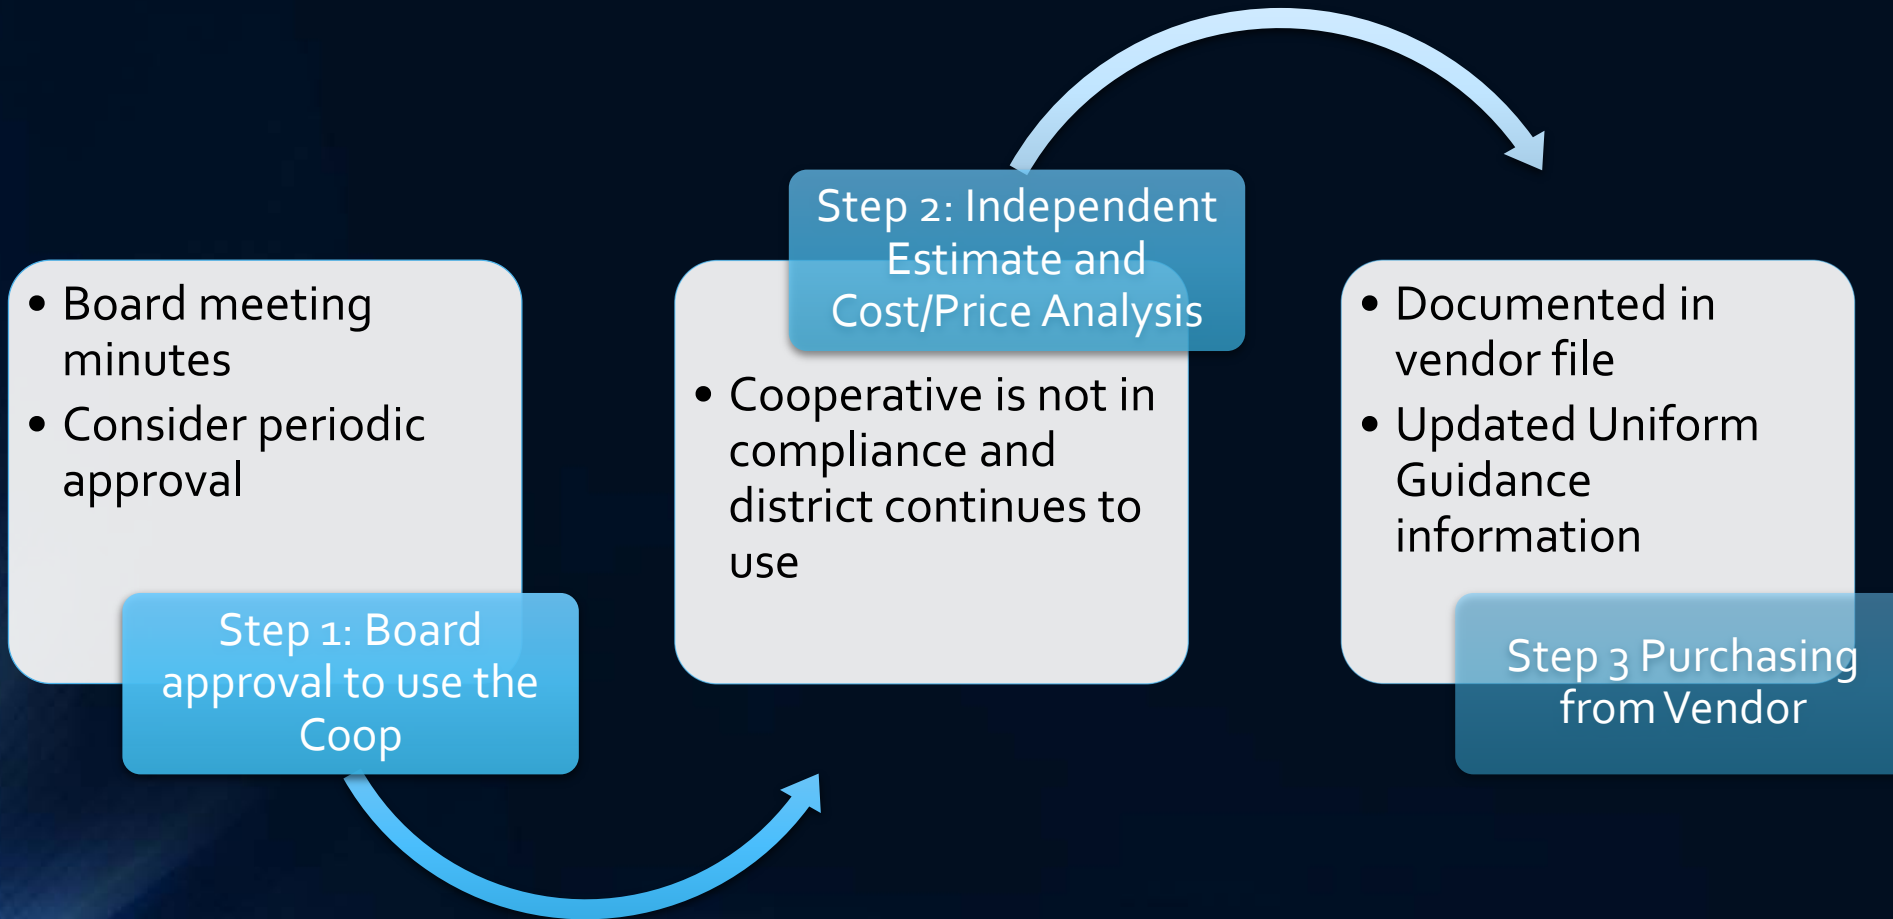 • Board meeting
minutes
• Consider periodic
approval
Step 1: Board
approval to use the
Coop
Step 2: Independent
Estimate and
Cost/Price Analysis
• Cooperative is not in
compliance and
district continues to
use
• Documented in
vendor file
• Updated Uniform
Guidance
information
Step 3 Purchasing
from Vendor